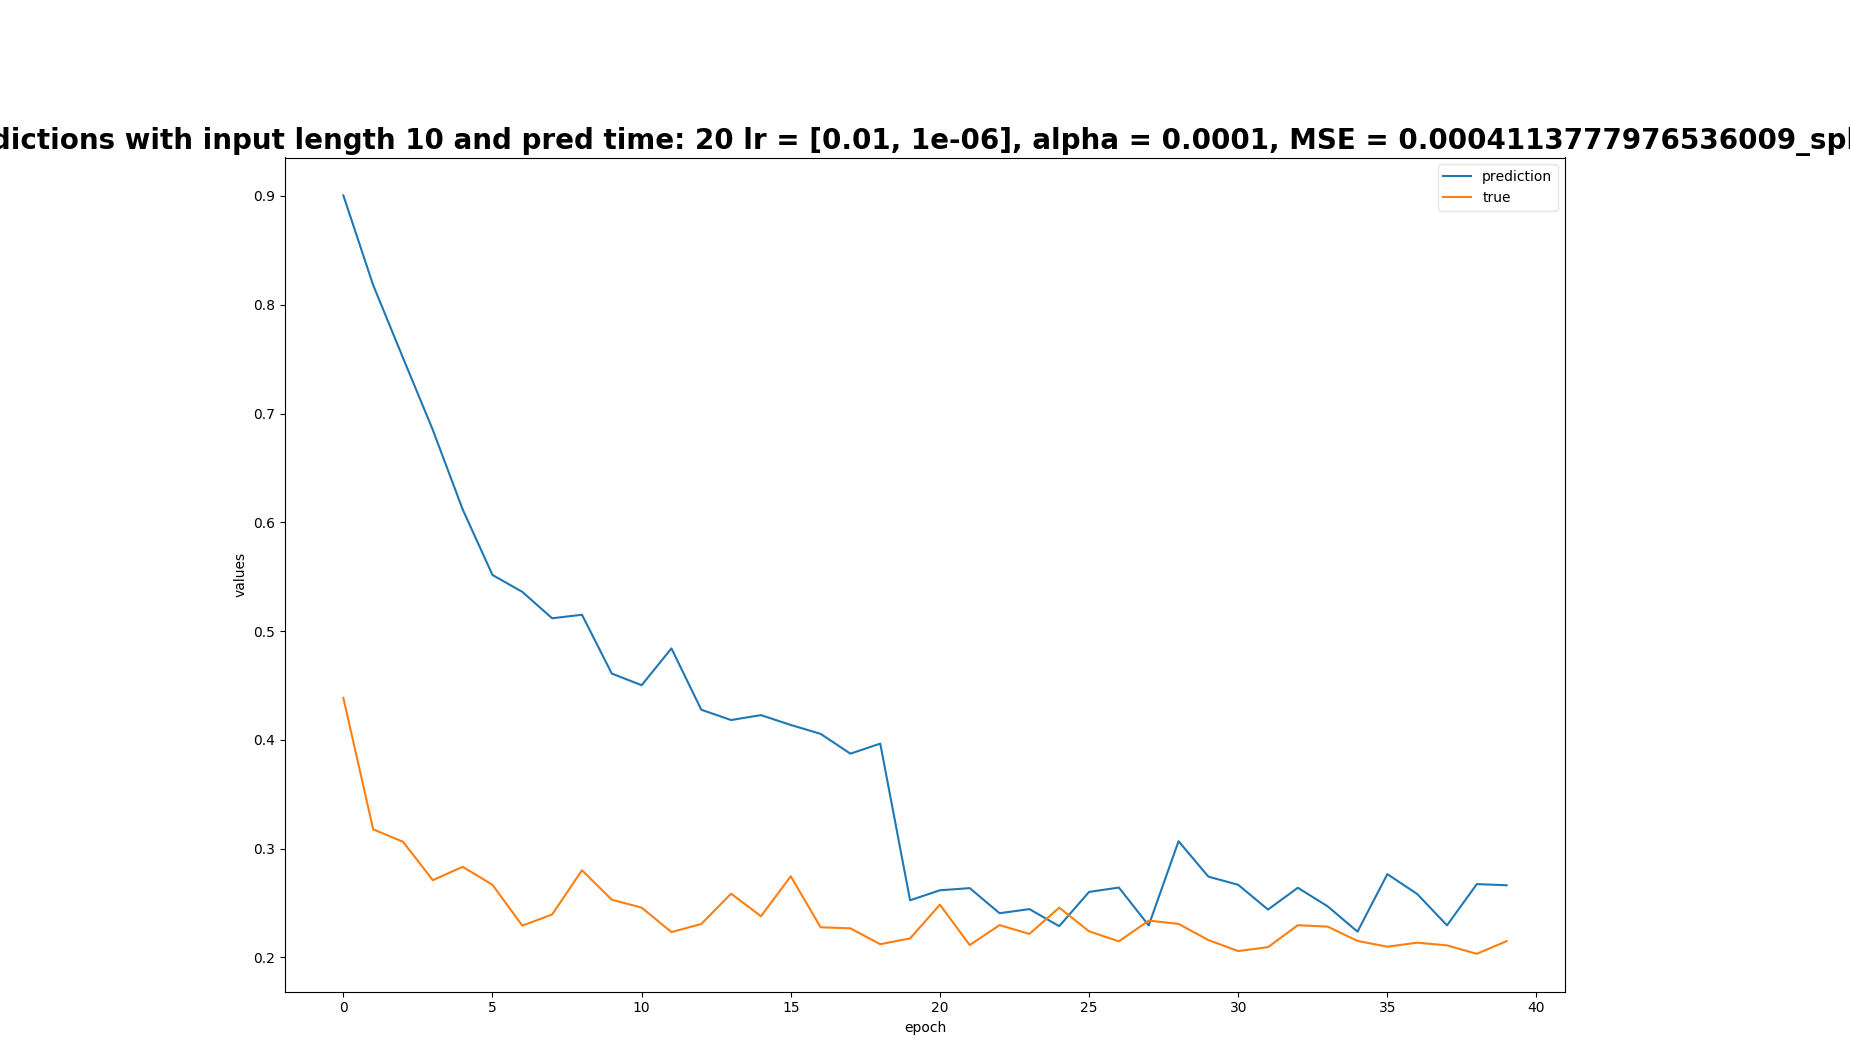 dictions with input length 10 and pred time: 20 lr = [0.01, 1e-06], alpha = 0.0001, MSE = 0.0004113777976536009_spl
prediction
true
0.9
0.8
0.7
0.6
0.5
0.4
0.3
0.2
values
0 5 10 15 20 25 30 35 40
epoch